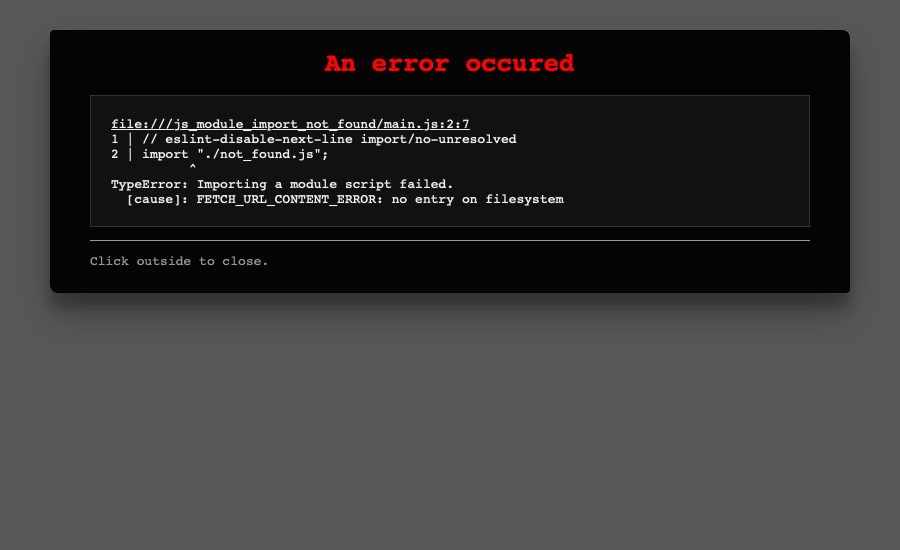 An error occured
file:///js_module_import_not_found/main.js:2:7
1 | // eslint-disable-next-line import/no-unresolved
2 | import "./not_found.js";
^
TypeError: Importing a module script failed.
[cause]: FETCH_URL_CONTENT_ERROR: no entry on filesystem
Click outside to close.